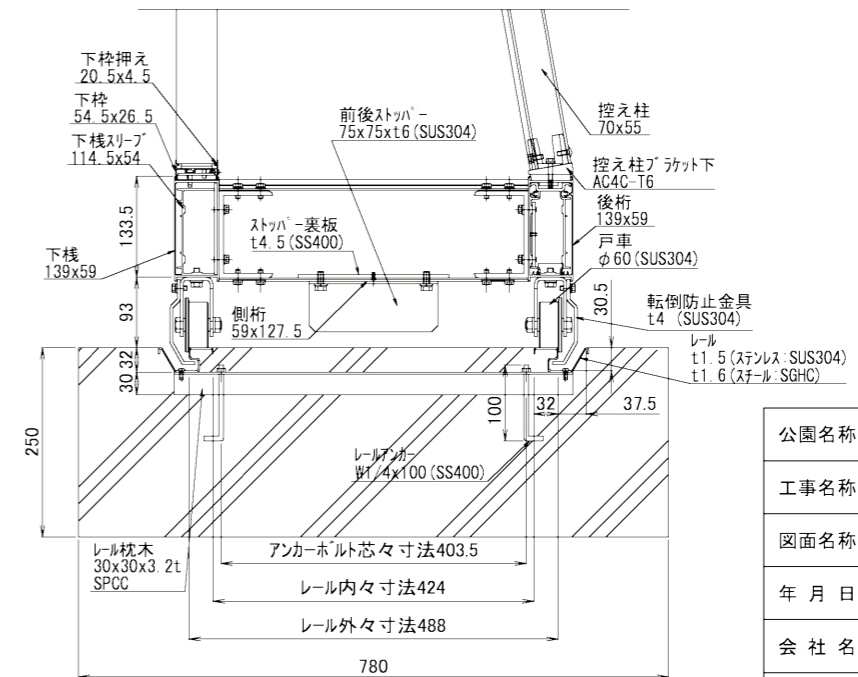 下枠押え
20.5x4.5
下枠
54.5x26.5
下桟ｽﾘｰﾌﾞ
114.5x54
前後ｽﾄｯﾊﾟｰ
75x75xt6(SUS304)
控え柱
70x55
控え柱ﾌﾞﾗｹｯﾄ下
AC4C-T6
後桁
139x59
戸車
φ60(SUS304)
133.5
ｽﾄｯﾊﾟｰ裏板
t4.5(SS400)
下桟
139x59
側桁
59x127.5
93
30.5
転倒防止金具
t4 (SUS304)
ﾚｰﾙ
t1.5(ｽﾃﾝﾚｽ:SUS304)
t1.6(ｽﾁｰﾙ:SGHC)
32
30
250
100
32
37.5
ﾚｰﾙｱﾝｶｰ
W1/4x100(SS400)
ﾚｰﾙ枕木
30x30x3.2t
SPCC
アンカーボルト芯々寸法403.5
レール内々寸法424
レール外々寸法488
780
公園名称
工事名称
図面名称
年月日
会社名